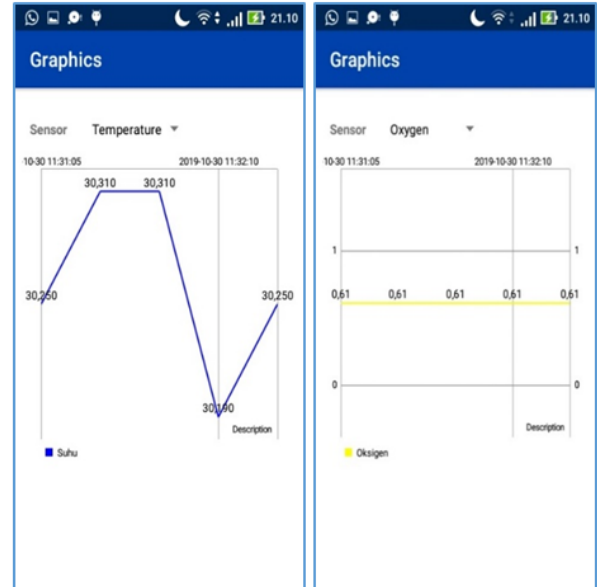 21.10
Graphics
Sensor Temperature
-10-30 11:31:05 2019-10-30 11:32:10
30,310 30,310
30,250 30,250
30,190
Description
Suhu
21.10
Graphics
Sensor Oxygen
10-30 11:31:05 2019-10-30 11:32:10
1 1
0,61 0,61 0,61 0,61 0,61
0 0
Description
Oksigen